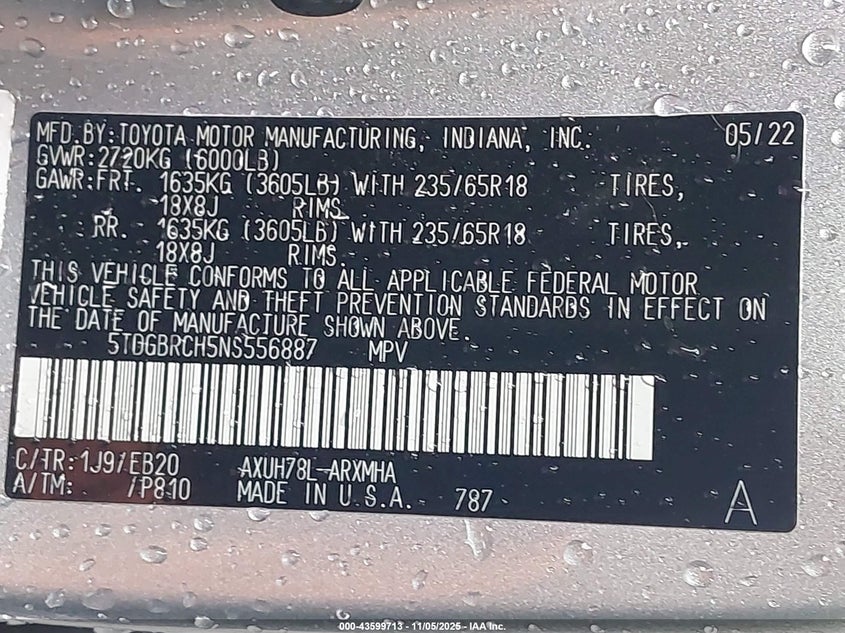 MFD. BY: TOYOTA MOTOR MANUFACTURING, INDIANA, INC. 05/22
GVWR: 2720KG (6000LB)
GAWR: FRT. 1635KG (3605LB) WITH 235/65R18 TIRES,
18X8J RIMS
RR. 1635KG (3605LB) WITH 235/65R18 TIRES,
18X8J RIMS.
THIS VEHICLE CONFORMS TO ALL APPLICABLE FEDERAL MOTOR
VEHICLE SAFETY AND THEFT PREVENTION STANDARDS IN EFFECT ON
THE DATE OF MANUFACTURE SHOWN ABOVE.
5TDGBRCH5NS556887 MPV
C/TR: 1J9/EB20 AXUH78L-ARXMHA
A/TM: /P810 MADE IN U.S.A. 787 A
000-43599713 - 11/05/2025 - IAA Inc.